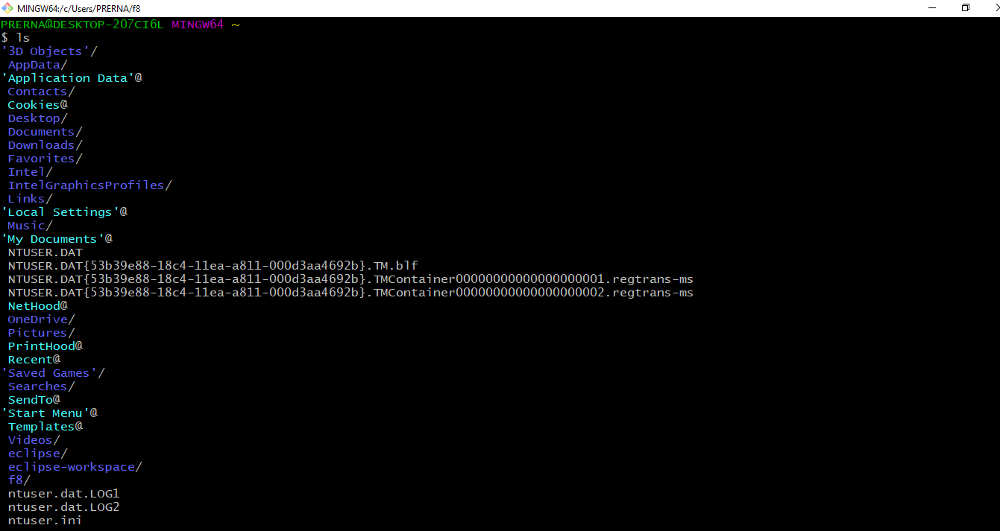 MINGW64:/c/Users/PRERNA/f8
PRERNA@DESKTOP-207CI6L MINGW64 ~
$ ls
'3D Objects'/
AppData/
'Application Data'@
Contacts/
Cookies@
Desktop/
Documents/
Downloads/
Favorites/
Intel/
IntelGraphicsProfiles/
Links/
'Local Settings'@
Music/
'My Documents'@
NTUSER.DAT
NTUSER.DAT{53b39e88-18c4-11ea-a811-000d3aa4692b}.TM.blf
NTUSER.DAT{53b39e88-18c4-11ea-a811-000d3aa4692b}.TMContainer00000000000000000001.regtrans-ms
NTUSER.DAT{53b39e88-18c4-11ea-a811-000d3aa4692b}.TMContainer00000000000000000002.regtrans-ms
NetHood@
OneDrive/
Pictures/
PrintHood@
Recent@
'Saved Games'/
Searches/
SendTo@
'Start Menu'@
Templates@
Videos/
eclipse/
eclipse-workspace/
f8/
ntuser.dat.LOG1
ntuser.dat.LOG2
ntuser.ini